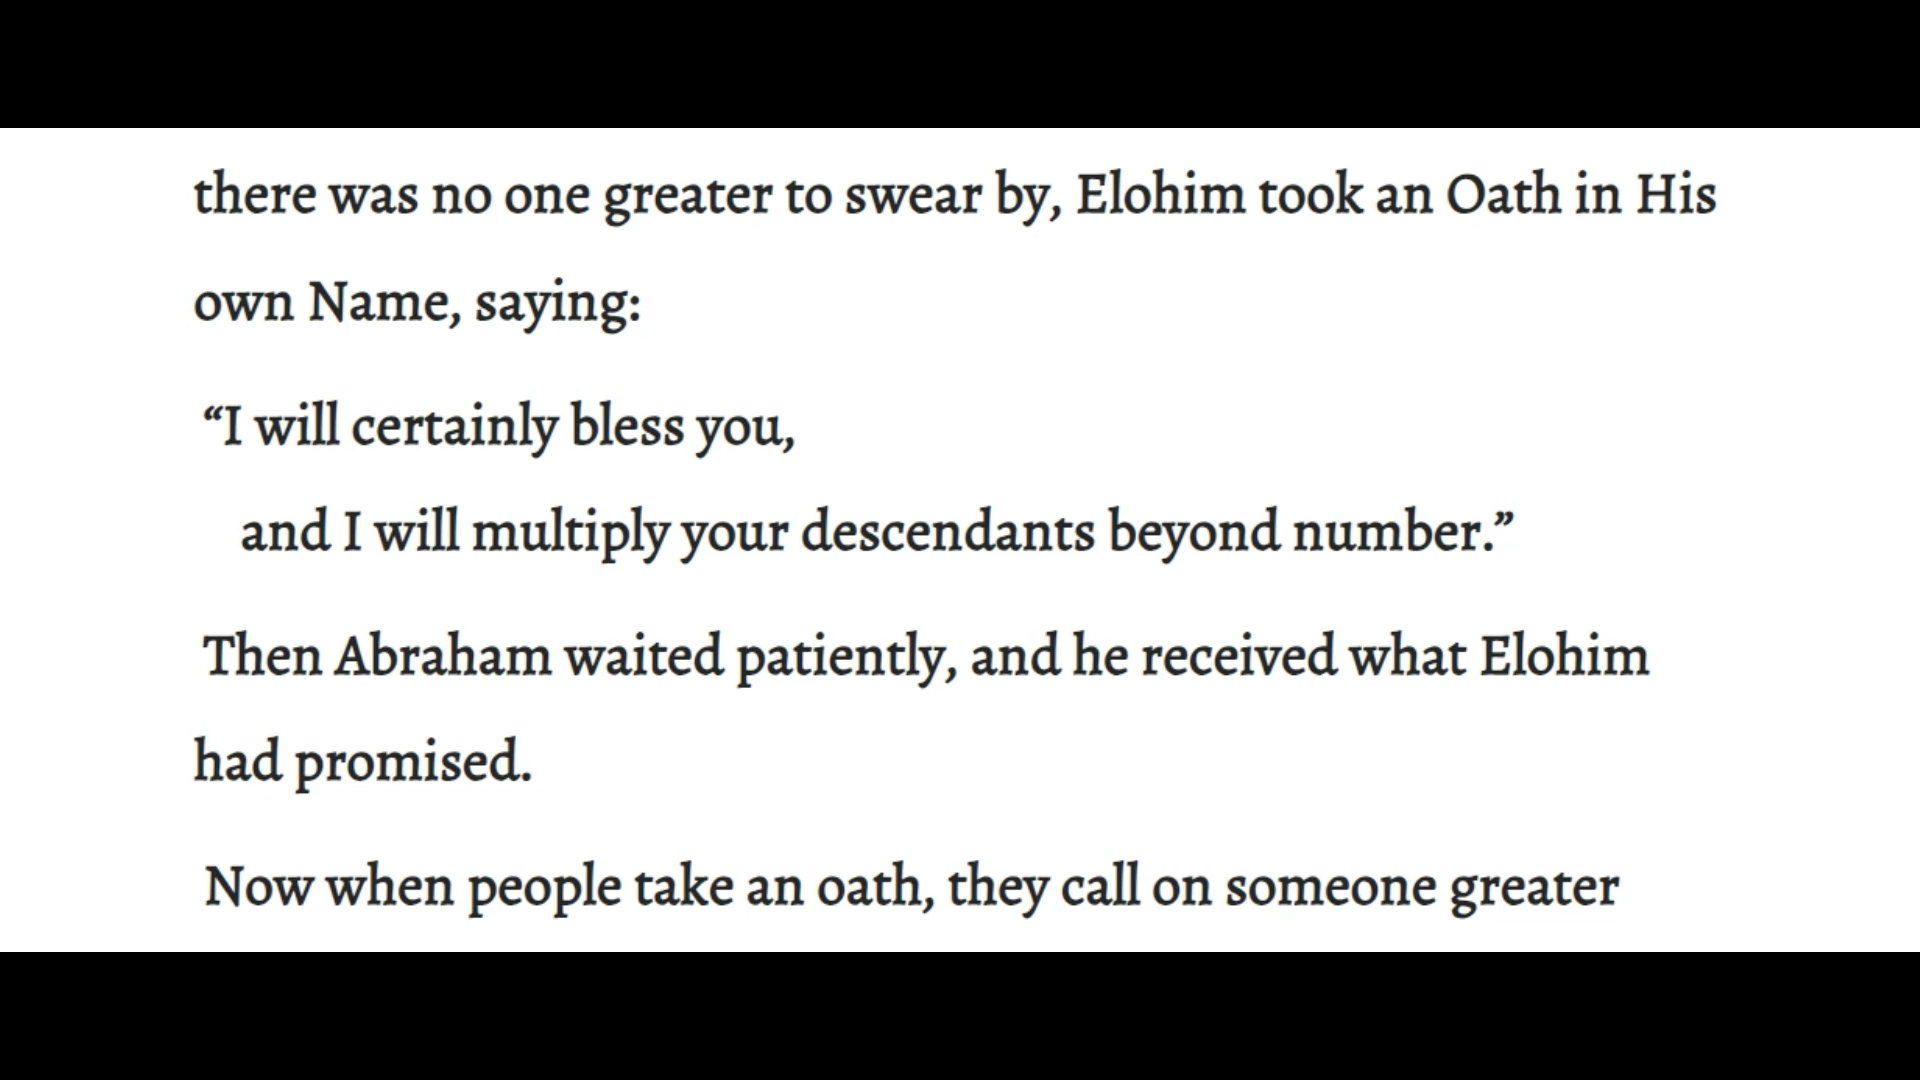 there was no one greater to swear by, Elohim took an Oath in His
own Name, saying:
“I will certainly bless you,
and I will multiply your descendants beyond number.”
Then Abraham waited patiently, and he received what Elohim
had promised.
Now when people take an oath, they call on someone greater